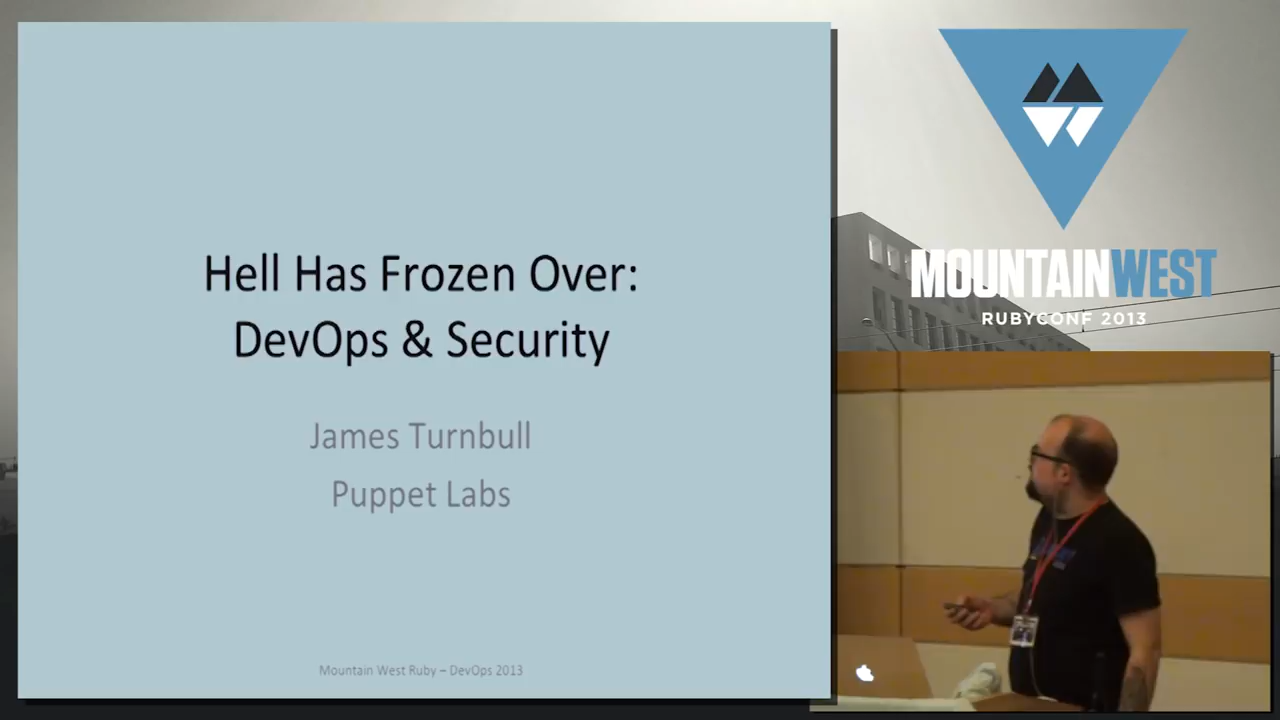 Hell Has Frozen Over:
DevOps & Security
James Turnbull
Puppet Labs
Mountain West Ruby – DevOps 2013
MOUNTAINWEST
RUBYCONF 2013